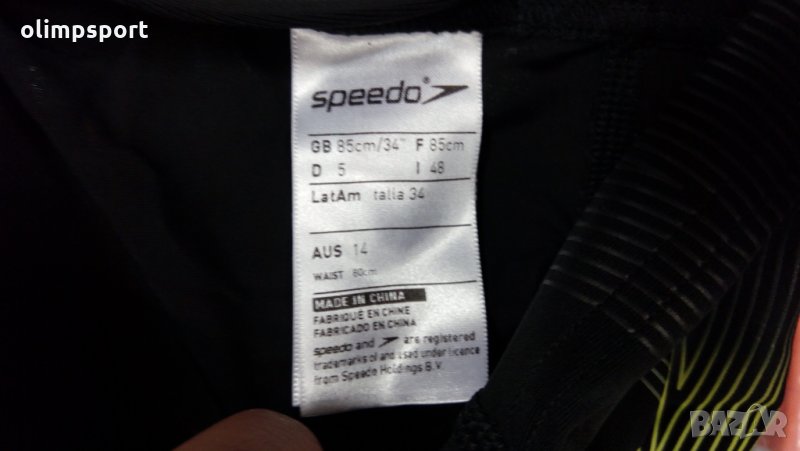 olimpsport
speedo®
GB 85cm/34" F 85cm
D 5 I 48
LatAm talla 34
AUS 14
WAIST 80cm
MADE IN CHINA
FABRIQUÉ EN CHINE
FABRICADO EN CHINA
speedo and are registered
trademarks of and used under licence
from Speedo Holdings B.V.
BAZAR